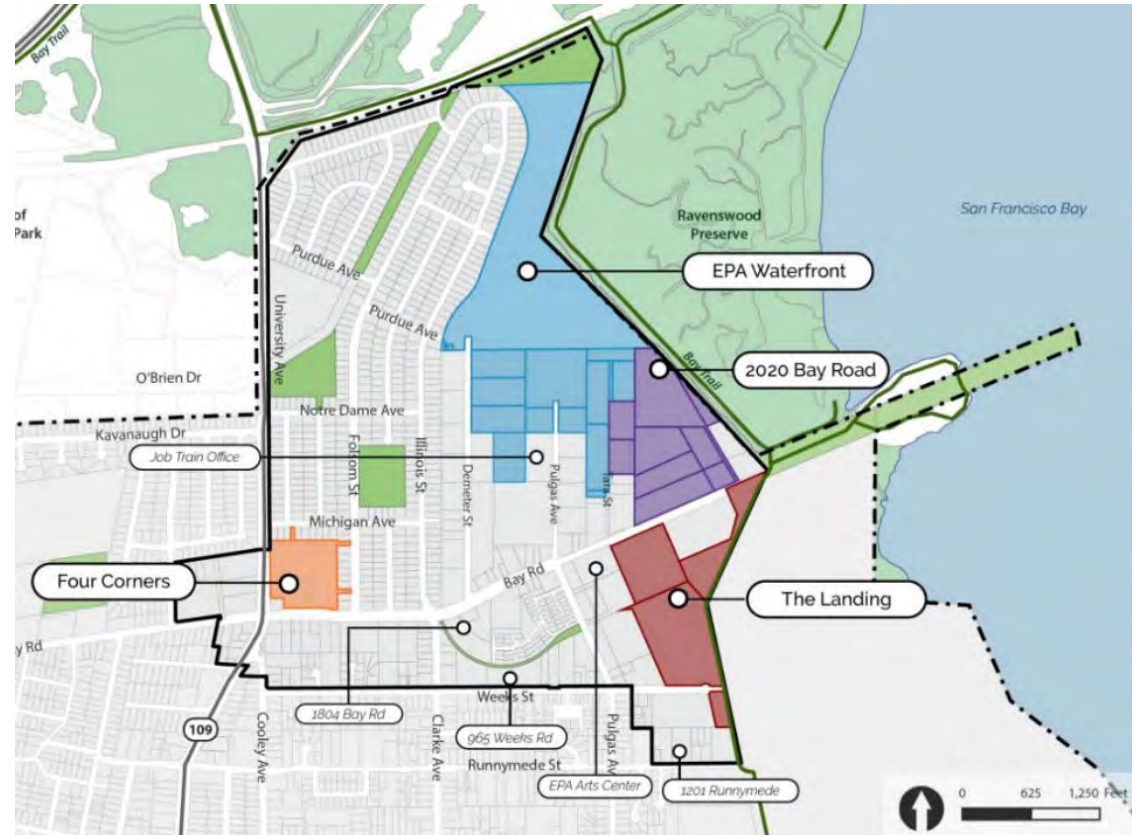 Bay Trail
of
Park
Ravenswood
Preserve
San Francisco Bay
EPA Waterfront
Purdue Ave
University Ave
Purdue Ave
Bay Trail
2020 Bay Road
O'Brien Dr
Notre Dame Ave
Kavanaugh Dr
Job Train Office
Folsom St
Illinois St
Demeter St
Pulgas Ave
Tara St
Michigan Ave
Four Corners
Bay Rd
The Landing
y Rd
Weeks St
1804 Bay Rd
965 Weeks Rd
109
Cooley Ave
Clarke Ave
Pulgas Av
Runnymede St
EPA Arts Center
1201 Runnymede
0 625 1,250 Feet